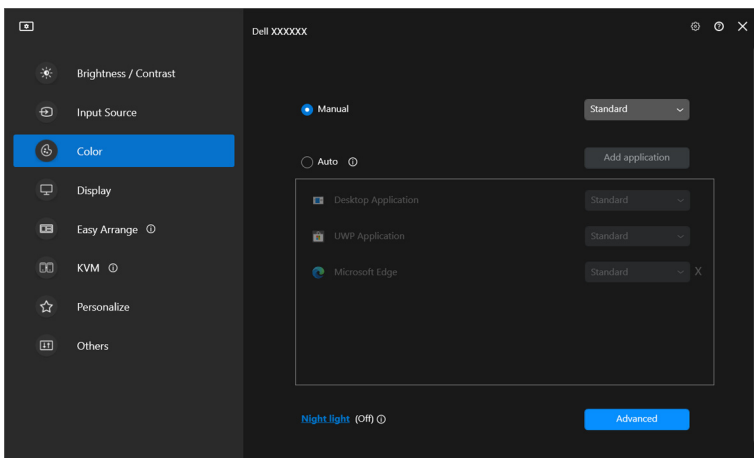 Dell XXXXXX
Brightness / Contrast
Input Source
Color
Display
Easy Arrange
KVM
Personalize
Others
Manual
Standard
Auto
Add application
Desktop Application
Standard
UWP Application
Standard
Microsoft Edge
Standard
X
Night light (Off)
Advanced